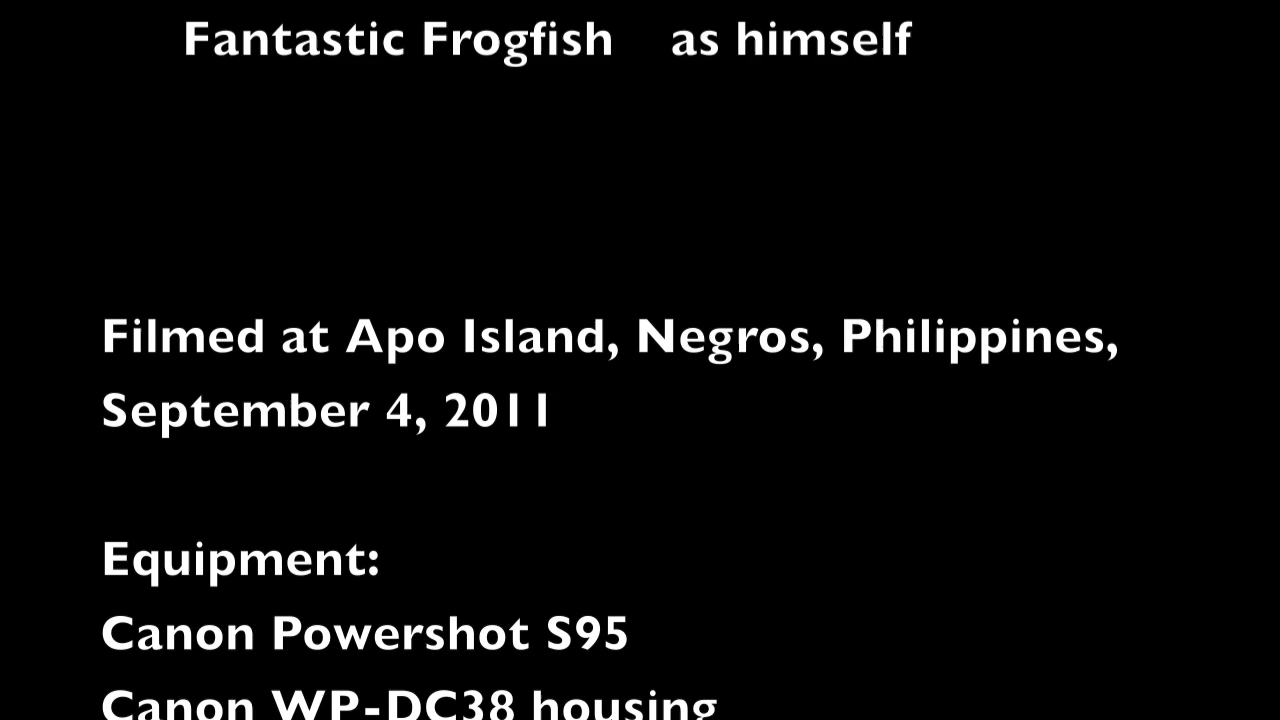 Fantastic Frogfish as himself
Filmed at Apo Island, Negros, Philippines,
September 4, 2011
Equipment:
Canon Powershot S95
Canon WP-DC38 housing